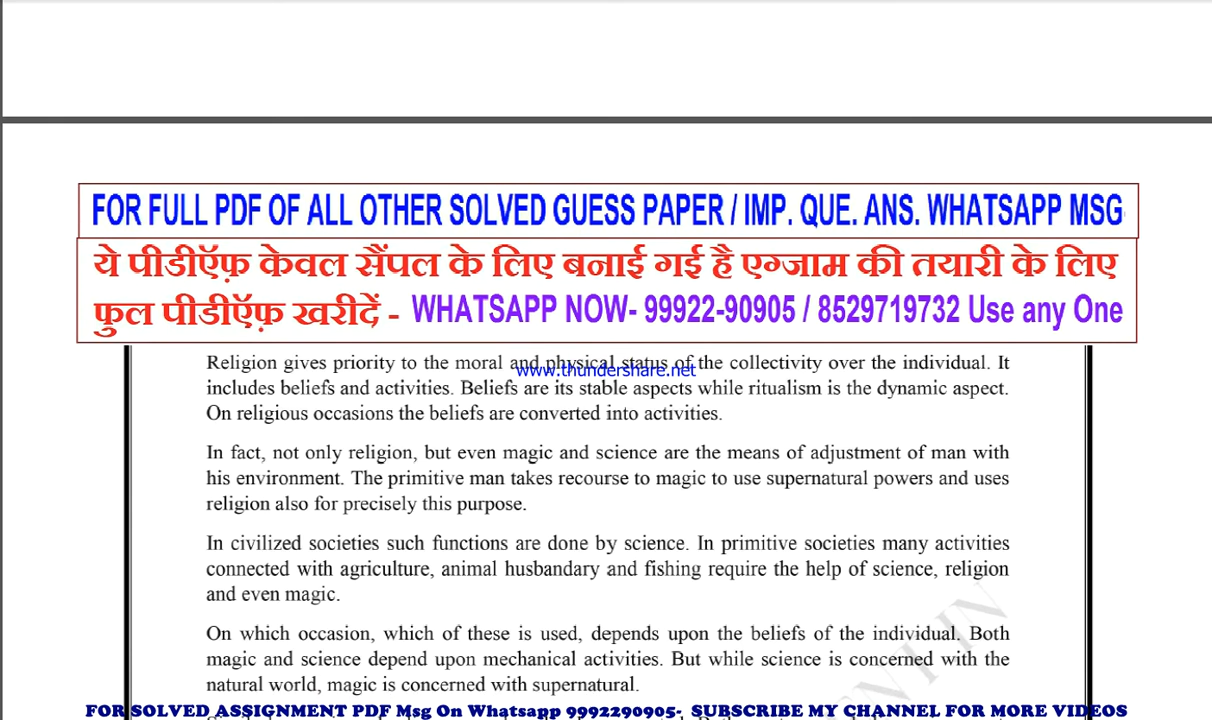 FOR FULL PDF OF ALL OTHER SOLVED GUESS PAPER / IMP. QUE. ANS. WHATSAPP MSG
ये पीडीऍफ़ केवल सैंपल के लिए बनाई गई है एग्जाम की तयारी के लिए
फुल पीडीऍफ़ खरीदें - WHATSAPP NOW- 99922-90905 / 8529719732 Use any One
Religion gives priority to the moral and physical status of the collectivity over the individual. It
www.thundershare.net
includes beliefs and activities. Beliefs are its stable aspects while ritualism is the dynamic aspect.
On religious occasions the beliefs are converted into activities.
In fact, not only religion, but even magic and science are the means of adjustment of man with
his environment. The primitive man takes recourse to magic to use supernatural powers and uses
religion also for precisely this purpose.
In civilized societies such functions are done by science. In primitive societies many activities
connected with agriculture, animal husbandary and fishing require the help of science, religion
and even magic.
On which occasion, which of these is used, depends upon the beliefs of the individual. Both
magic and science depend upon mechanical activities. But while science is concerned with the
natural world, magic is concerned with supernatural.
FOR SOLVED ASSIGNMENT PDF Msg On Whatsapp 9992290905- SUBSCRIBE MY CHANNEL FOR MORE VIDEOS